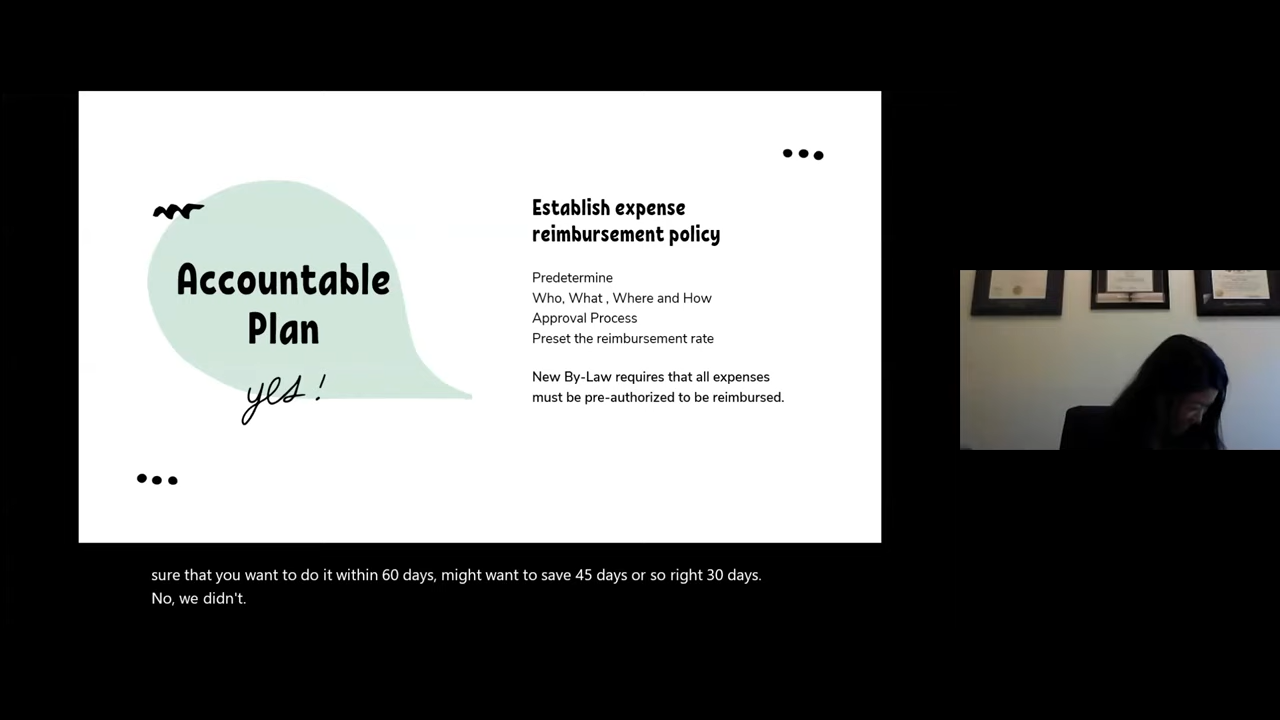 Accountable
Plan
yes!
Establish expense
reimbursement policy
Predetermine
Who, What , Where and How
Approval Process
Preset the reimbursement rate
New By-Law requires that all expenses
must be pre-authorized to be reimbursed.
sure that you want to do it within 60 days, might want to save 45 days or so right 30 days.
No, we didn't.